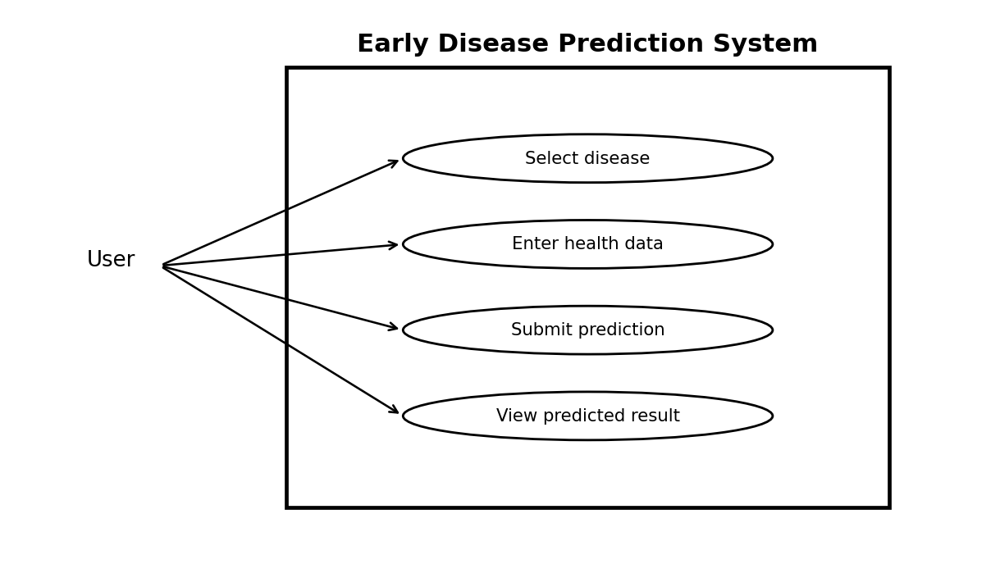 Early Disease Prediction System
Select disease
Enter health data
User
Submit prediction
View predicted result